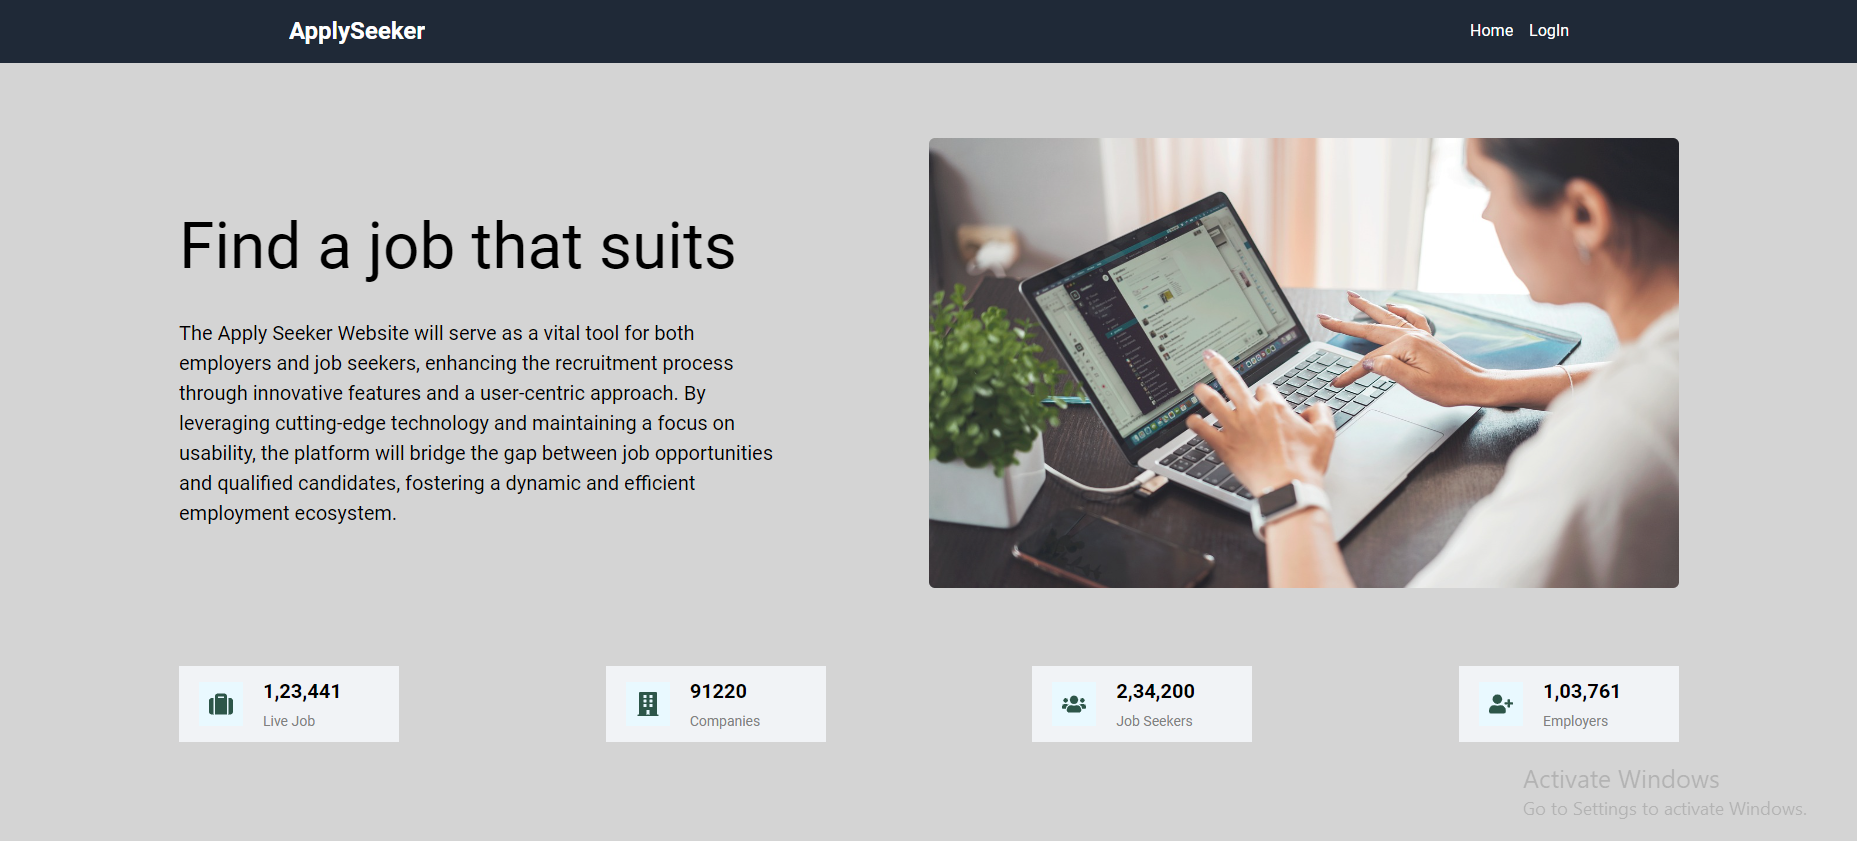 ApplySeeker
Home LogIn
Find a job that suits
The Apply Seeker Website will serve as a vital tool for both
employers and job seekers, enhancing the recruitment process
through innovative features and a user-centric approach. By
leveraging cutting-edge technology and maintaining a focus on
usability, the platform will bridge the gap between job opportunities
and qualified candidates, fostering a dynamic and efficient
employment ecosystem.
1,23,441
Live Job
91220
Companies
2,34,200
Job Seekers
1,03,761
Employers
Activate Windows
Go to Settings to activate Windows.